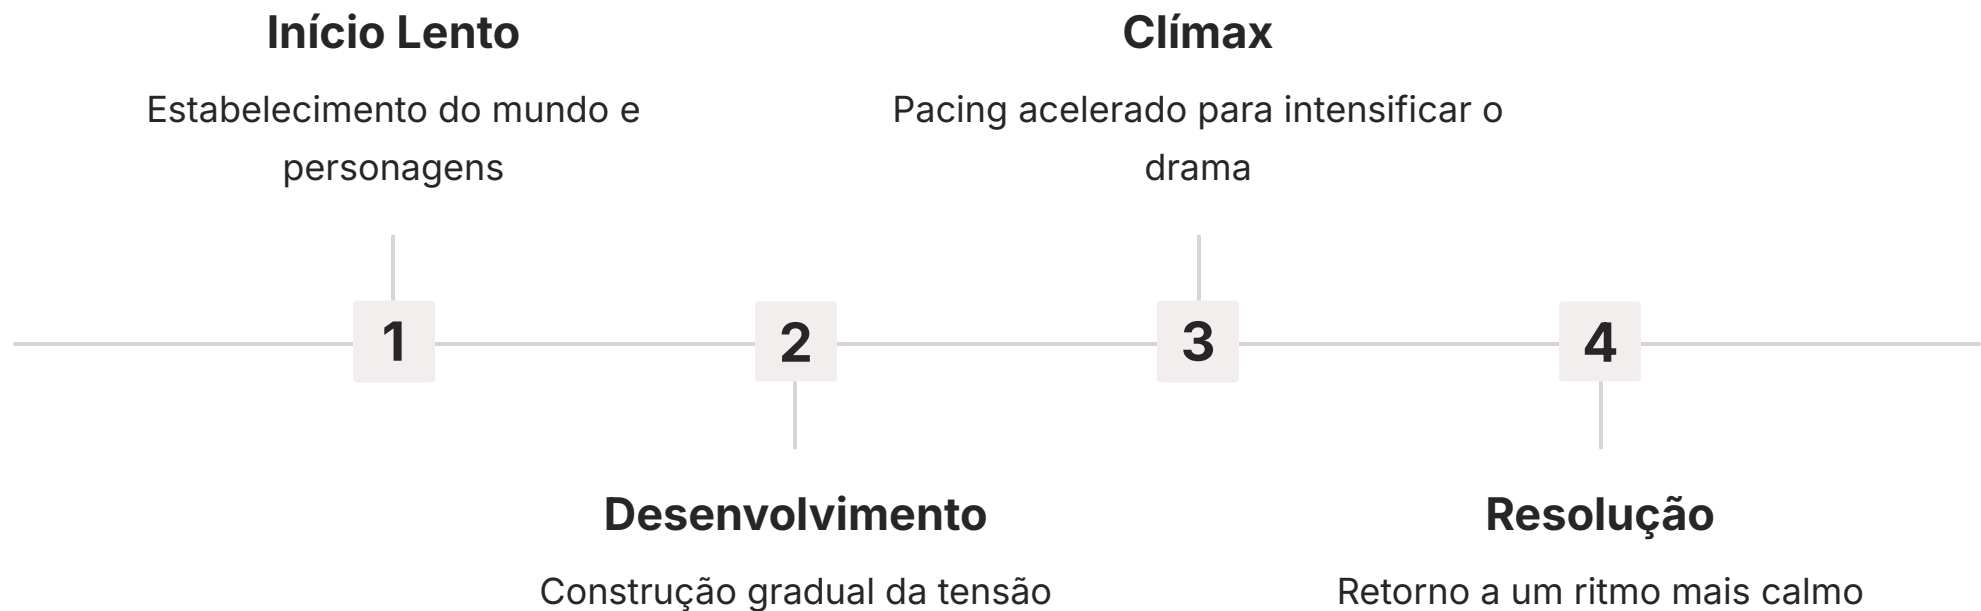 Início Lento
Estabelecimento do mundo e
personagens
Clímax
Pacing acelerado para intensificar o
drama
1
2
3
4
Desenvolvimento
Construção gradual da tensão
Resolução
Retorno a um ritmo mais calmo